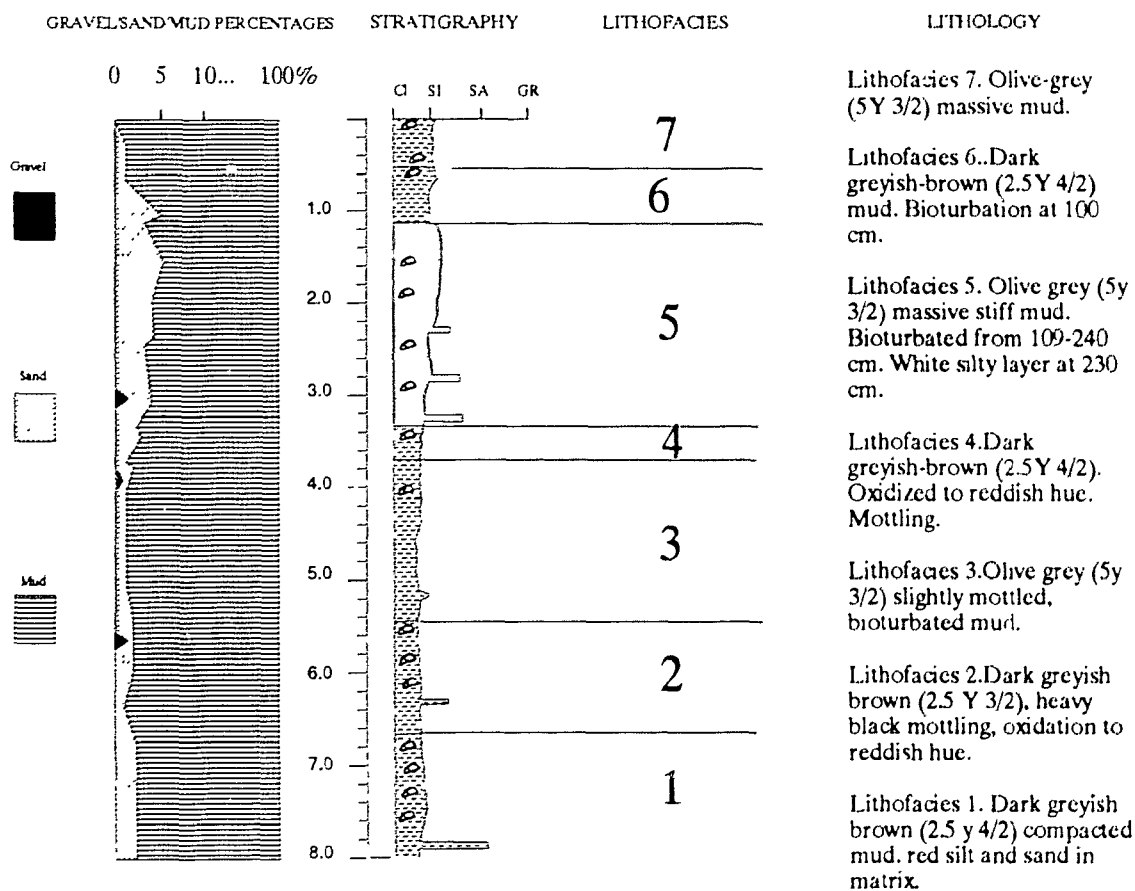 GRAVEL/SAND/MUD PERCENTAGES
STRATIGRAPHY
LITHOFACIES
LITHOLOGY
0 5 10... 100%
Cl SI SA GR
Gravel
Sand
Mud
1.0
2.0
3.0
4.0
5.0
6.0
7.0
8.0
7
6
5
4
3
2
1
Lithofacies 7. Olive-grey
(5Y 3/2) massive mud.
Lithofacies 6..Dark
greyish-brown (2.5Y 4/2)
mud. Bioturbation at 100
cm.
Lithofacies 5. Olive grey (5y
3/2) massive stiff mud.
Bioturbated from 109-240
cm. White silty layer at 230
cm.
Lithofacies 4.Dark
greyish-brown (2.5Y 4/2).
Oxidized to reddish hue.
Mottling.
Lithofacies 3.Olive grey (5y
3/2) slightly mottled,
bioturbated mud.
Lithofacies 2.Dark greyish
brown (2.5 Y 3/2), heavy
black mottling, oxidation to
reddish hue.
Lithofacies 1. Dark greyish
brown (2.5 y 4/2) compacted
mud. red silt and sand in
matrix.